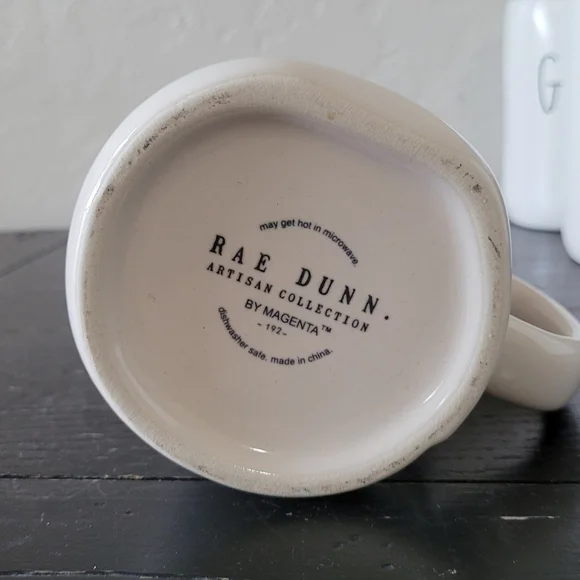 may get hot in microwave.
RAE DUNN.
ARTISAN COLLECTION
BY MAGENTA™
- 192 -
dishwasher safe. made in china.
G